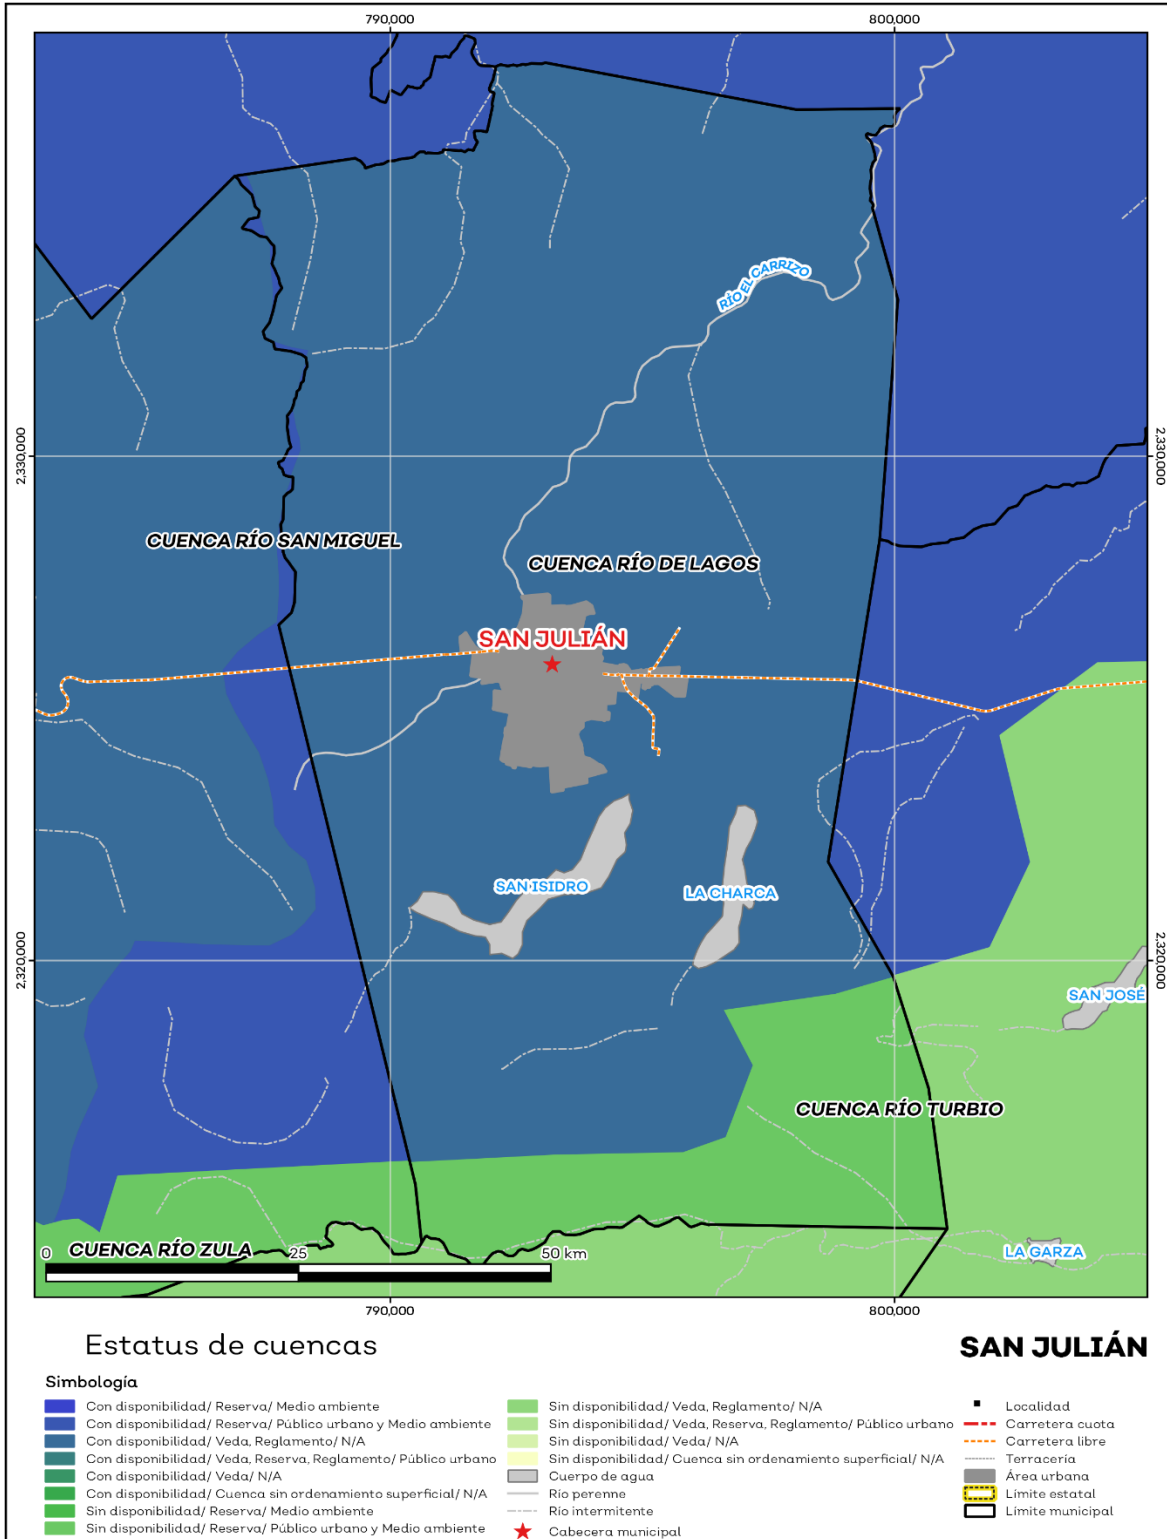 790,000
800,000
RÍO EL CARRIZO
2,330,000
2,330,000
CUENCA RÍO SAN MIGUEL
CUENCA RÍO DE LAGOS
SAN JULIÁN
SAN ISIDRO
LA CHARCA
2,320,000
2,320,000
SAN JOSÉ
CUENCA RÍO TURBIO
CUENCA RÍO ZULA
LA GARZA
0
25
50 km
790,000
800,000
Estatus de cuencas
SAN JULIÁN
Simbología
Con disponibilidad/ Reserva/ Medio ambiente
Con disponibilidad/ Reserva/ Público urbano y Medio ambiente
Con disponibilidad/ Veda, Reglamento/ N/A
Con disponibilidad/ Veda, Reserva, Reglamento/ Público urbano
Con disponibilidad/ Veda/ N/A
Con disponibilidad/ Cuenca sin ordenamiento superficial/ N/A
Sin disponibilidad/ Reserva/ Medio ambiente
Sin disponibilidad/ Reserva/ Público urbano y Medio ambiente
Sin disponibilidad/ Veda, Reglamento/ N/A
Sin disponibilidad/ Veda, Reserva, Reglamento/ Público urbano
Sin disponibilidad/ Veda/ N/A
Sin disponibilidad/ Cuenca sin ordenamiento superficial/ N/A
Cuerpo de agua
Río perenne
Río intermitente
Cabecera municipal
Localidad
Carretera cuota
Carretera libre
Terracería
Área urbana
Límite estatal
Límite municipal